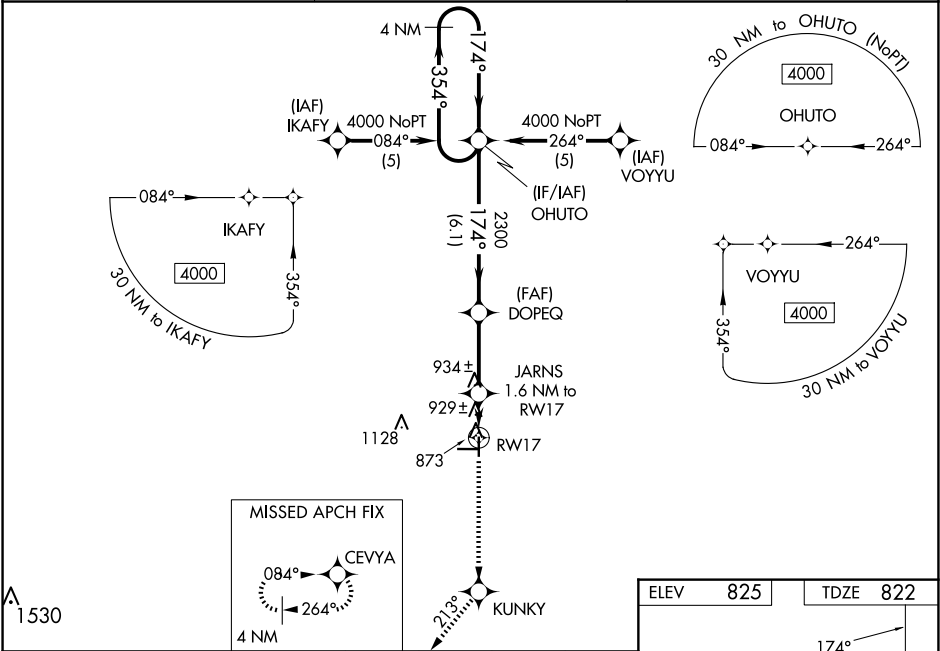 4 NM
174°
354°
(IAF)
IKAFY
4000 NoPT
084°
(5)
4000 NoPT
264°
(5)
(IAF)
VOYYU
(IF/IAF)
OHUTO
30 NM to OHUTO (NoPT)
4000
OHUTO
084°
264°
084°
IKAFY
4000
354°
30 NM to IKAFY
2300
174°
(6.1)
264°
VOYYU
4000
354°
30 NM to VOYYU
(FAF)
DOPEQ
934±
JARNS
1.6 NM to
RW17
929±
1128
873
RW17
MISSED APCH FIX
CEVYA
084°
264°
4 NM
KUNKY
213°
1530
ELEV 825
TDZE 822
174°